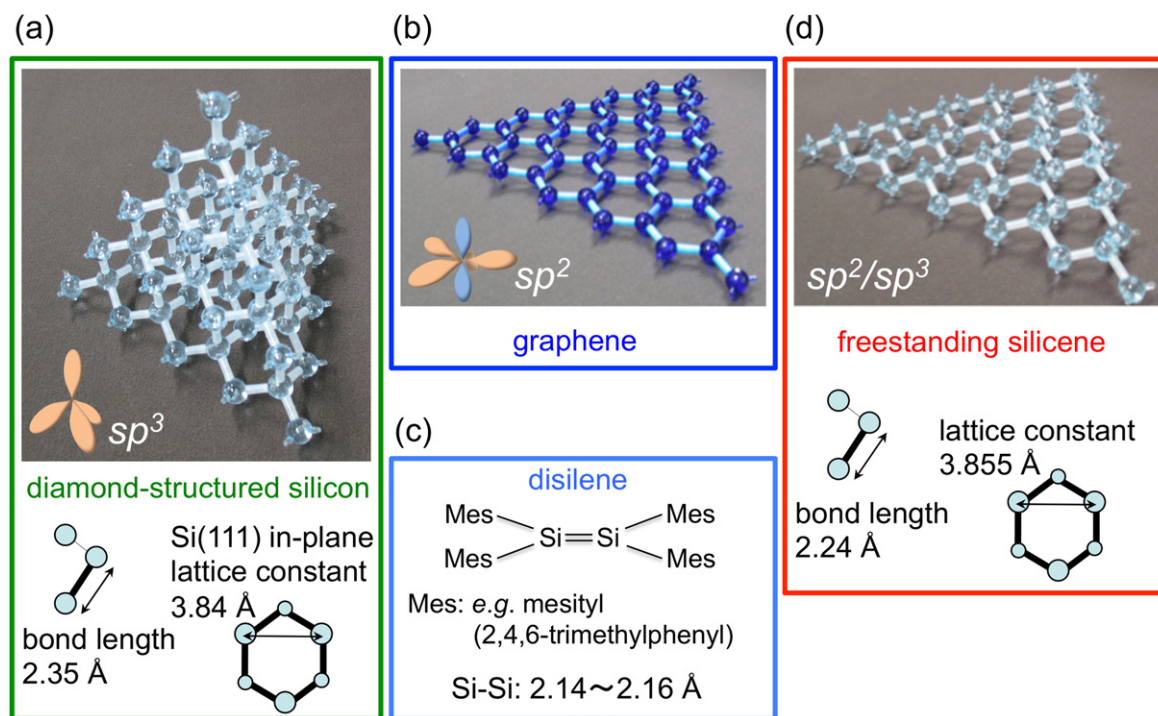 (a)
sp³
diamond-structured silicon
Si(111) in-plane
lattice constant
3.84 Å
bond length
2.35 Å
(b)
sp²
graphene
(c)
disilene
Mes Mes
Si=Si
Mes Mes
Mes: e.g. mesityl
(2,4,6-trimethylphenyl)
Si-Si: 2.14～2.16 Å
(d)
sp²/sp³
freestanding silicene
lattice constant
3.855 Å
bond length
2.24 Å